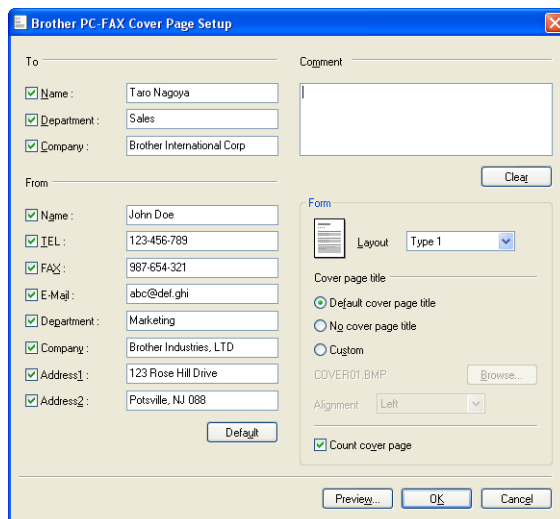 Brother PC-FAX Cover Page Setup
To
Name : Taro Nagoya
Department : Sales
Company : Brother International Corp
From
Name : John Doe
TEL : 123-456-789
FAX : 987-654-321
E-Mail : abc@def.ghi
Department : Marketing
Company : Brother Industries, LTD
Address1 : 123 Rose Hill Drive
Address2 : Potsville, NJ 088
Default
Comment
Clear
Form
Layout Type 1
Cover page title
Default cover page title
No cover page title
Custom
COVER01.BMP Browse...
Alignment Left
Count cover page
Preview... OK Cancel